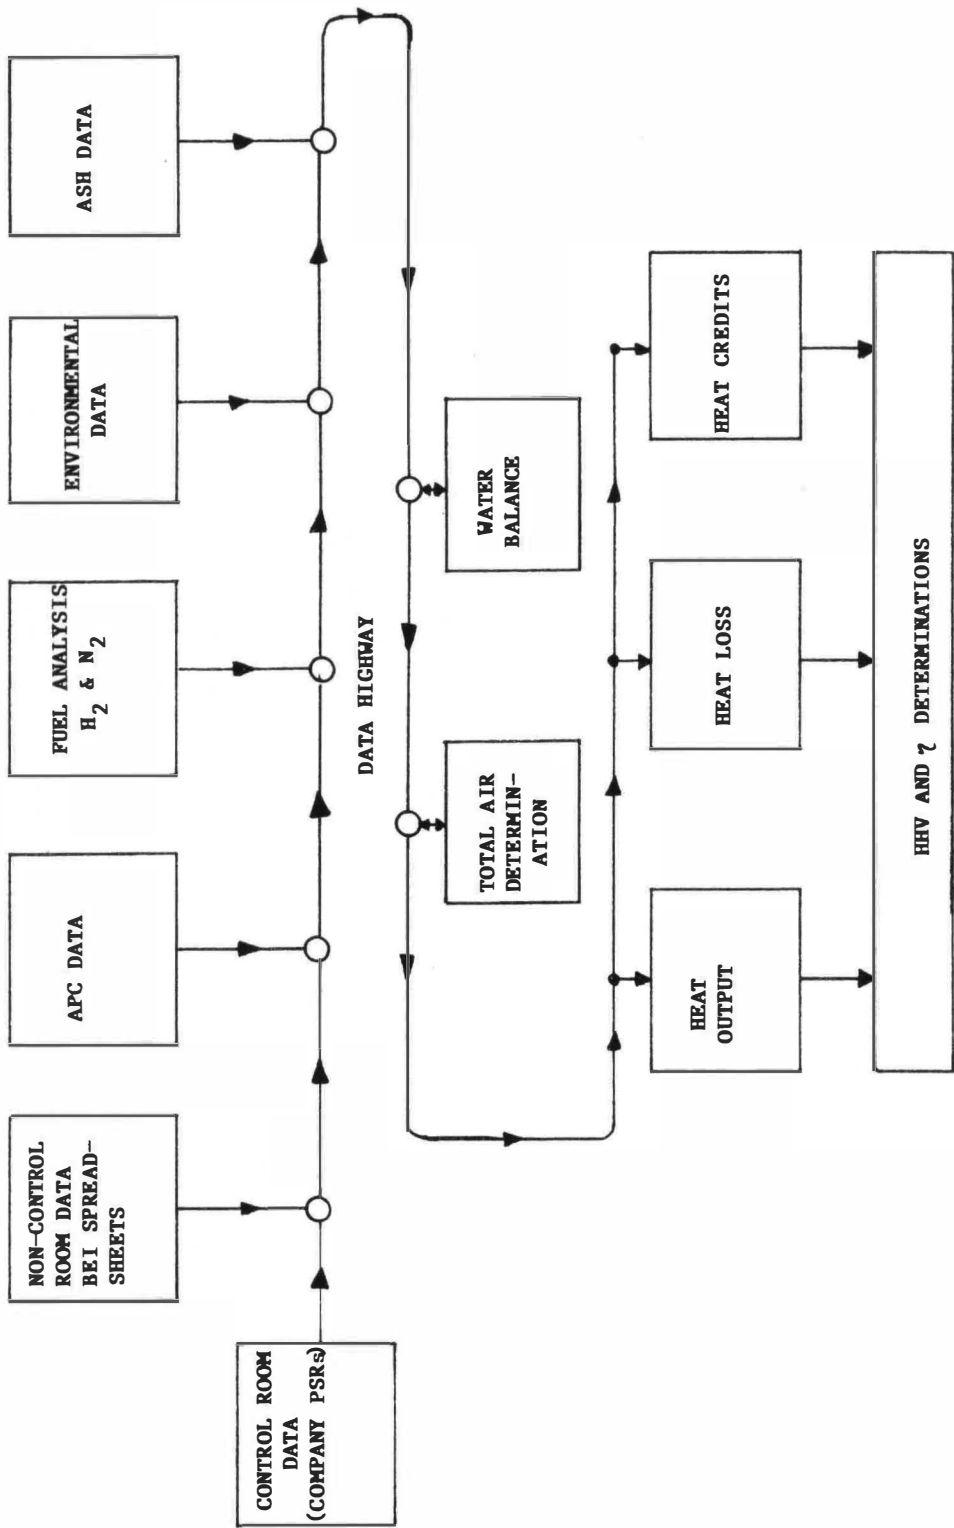 CONTROL ROOM
DATA
(COMPANY PSRs)
NON-CONTROL
ROOM DATA
BEI SPREAD-
SHEETS
APC DATA
FUEL ANALYSIS
H₂ & N₂
ENVIRONMENTAL
DATA
ASH DATA
DATA HIGHWAY
TOTAL AIR
DETERMIN-
ATION
WATER
BALANCE
HEAT
OUTPUT
HEAT LOSS
HEAT CREDITS
HHV AND η DETERMINATIONS